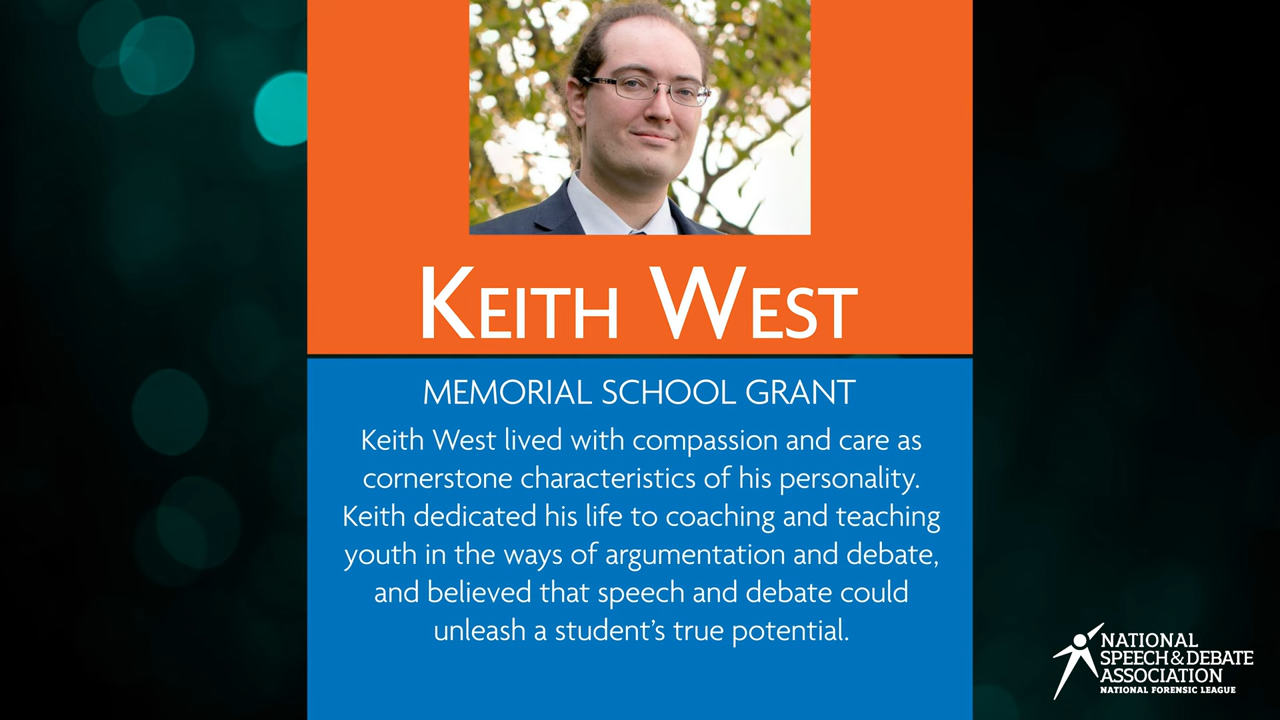 KEITH WEST
MEMORIAL SCHOOL GRANT
Keith West lived with compassion and care as
cornerstone characteristics of his personality.
Keith dedicated his life to coaching and teaching
youth in the ways of argumentation and debate,
and believed that speech and debate could
unleash a student’s true potential.
NATIONAL
SPEECH & DEBATE
ASSOCIATION
NATIONAL FORENSIC LEAGUE